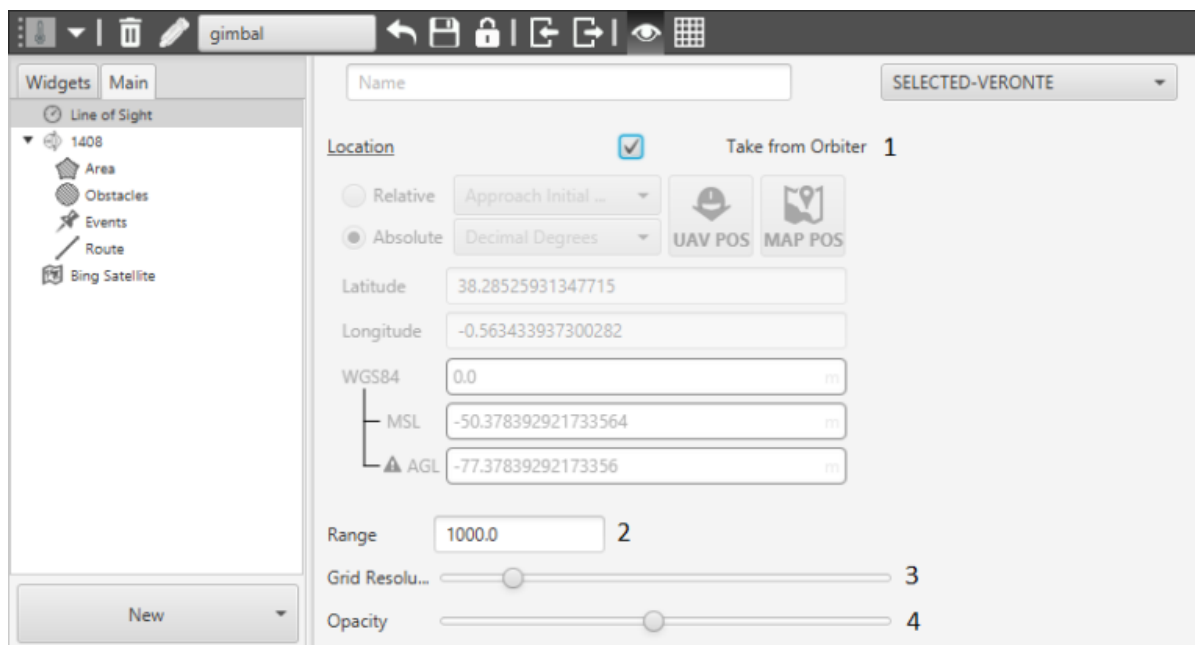 gimbal
Widgets Main
Line of Sight
1408
Area
Obstacles
Events
Route
Bing Satellite
New
Name
SELECTED-VERONTE
Location Take from Orbiter 1
Relative Approach Initial ...
Absolute Decimal Degrees
UAV POS MAP POS
Latitude 38.28525931347715
Longitude -0.563433937300282
WGS84 0.0 m
MSL -50.378392921733564 m
AGL -77.37839292173356 m
Range 1000.0 2
Grid Resolu... 3
Opacity 4